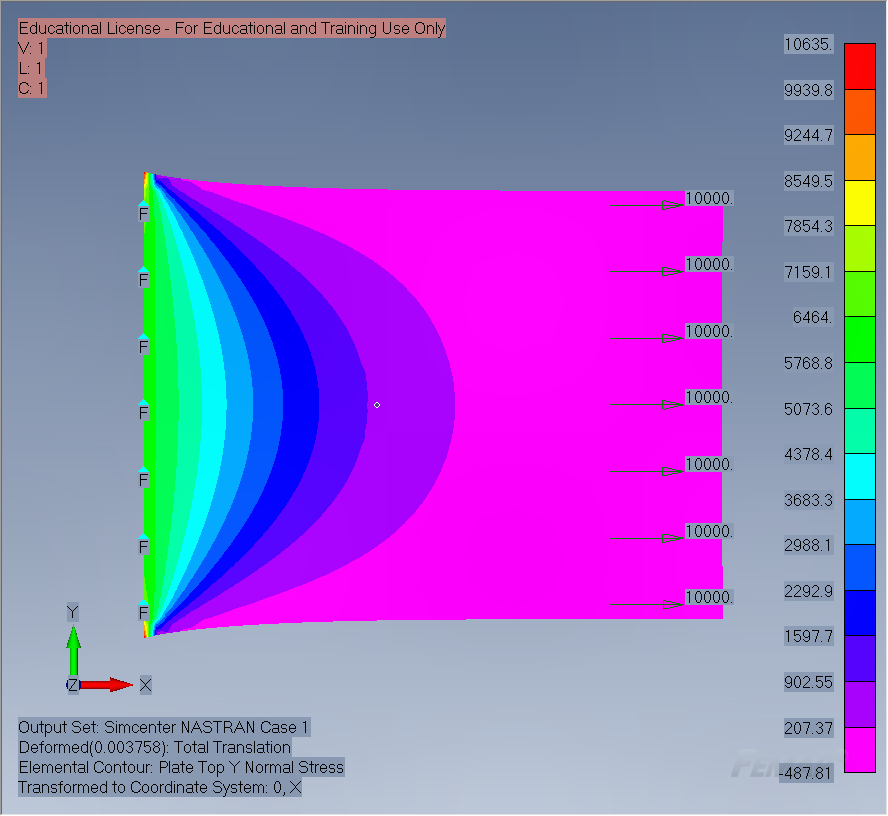 Educational License - For Educational and Training Use Only
V: 1
L: 1
C: 1
10635.
9939.8
9244.7
8549.5
7854.3
7159.1
6464.
5768.8
5073.6
4378.4
3683.3
2988.1
2292.9
1597.7
902.55
207.37
-487.81
10000.
10000.
10000.
10000.
10000.
10000.
10000.
F
F
F
F
F
F
F
Y
Z
X
Output Set: Simcenter NASTRAN Case 1
Deformed(0.003758): Total Translation
Elemental Contour: Plate Top Y Normal Stress
Transformed to Coordinate System: 0, X